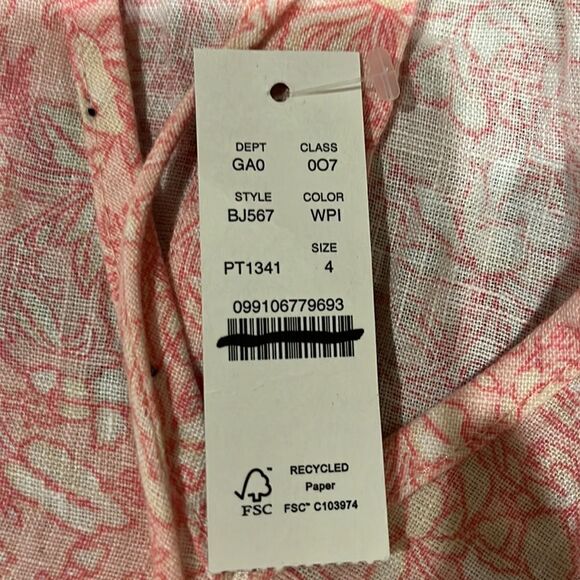 DEPT CLASS
GA0 0O7
STYLE COLOR
BJ567 WPI
SIZE
PT1341 4
099106779693
RECYCLED
Paper
FSC FSC™ C103974